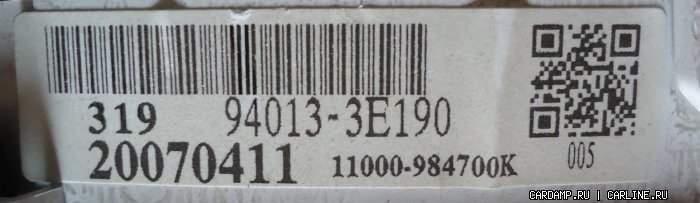 319 94013-3E190
20070411 11000-984700K
005
CARDAMP.RU | CARLINE.RU